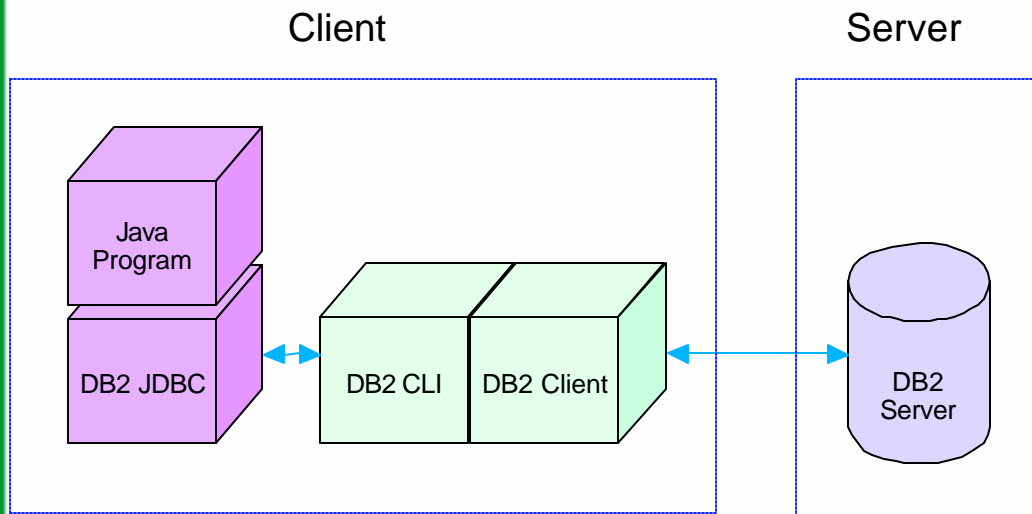 Client
Server
Java
Program
DB2 JDBC
DB2 CLI
DB2 Client
DB2
Server